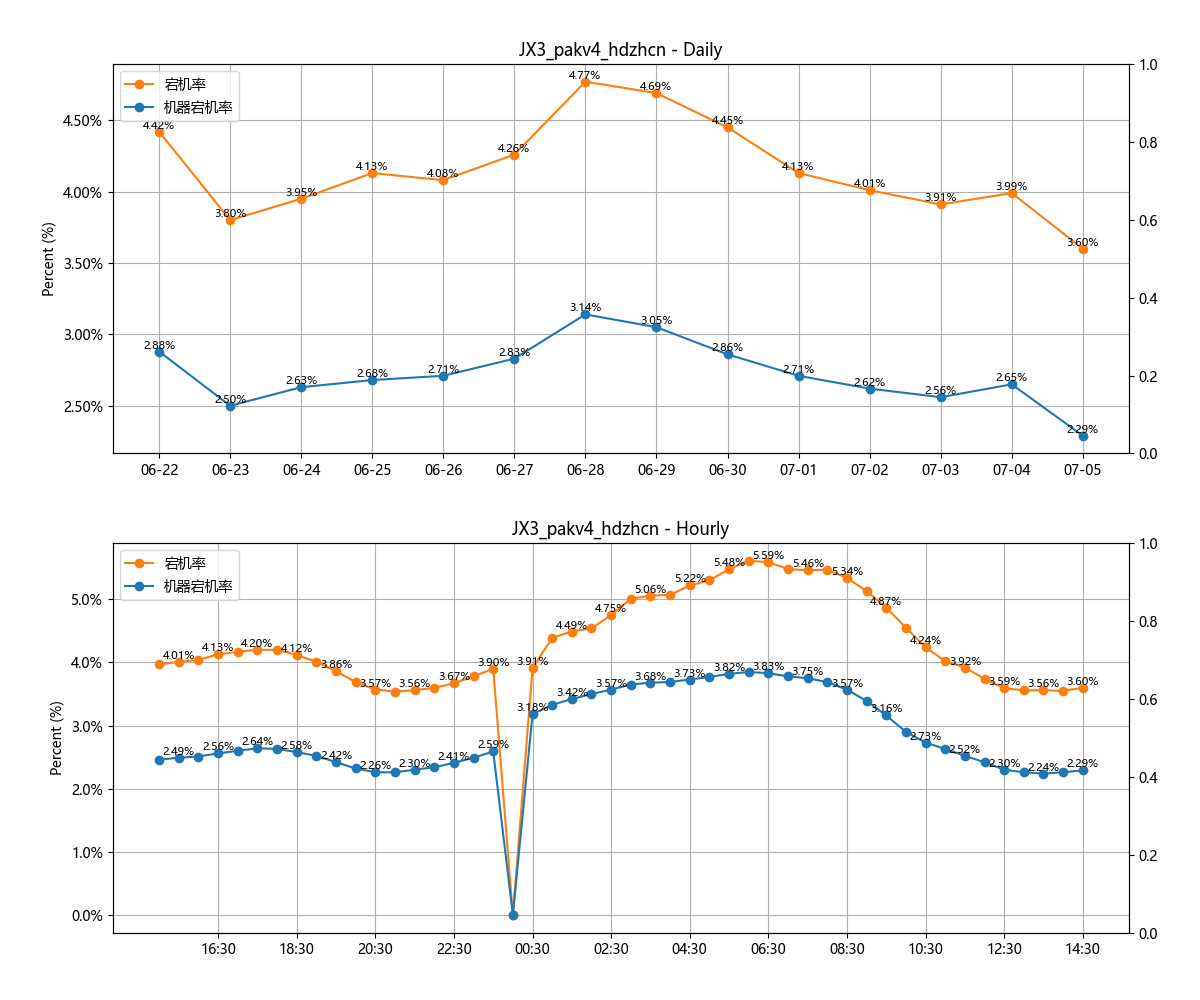 JX3_pakv4_hdzhcn - Daily
宕机率
机器宕机率
Percent (%)
4.50%
4.00%
3.50%
3.00%
2.50%
1.0
0.8
0.6
0.4
0.2
0.0
4.42% 3.80% 3.95% 4.13% 4.08% 4.26% 4.77% 4.69% 4.45% 4.13% 4.01% 3.91% 3.99% 3.60%
2.88% 2.50% 2.63% 2.68% 2.71% 2.83% 3.14% 3.05% 2.86% 2.71% 2.62% 2.56% 2.65% 2.29%
06-22 06-23 06-24 06-25 06-26 06-27 06-28 06-29 06-30 07-01 07-02 07-03 07-04 07-05
JX3_pakv4_hdzhcn - Hourly
宕机率
机器宕机率
Percent (%)
5.0%
4.0%
3.0%
2.0%
1.0%
0.0%
1.0
0.8
0.6
0.4
0.2
0.0
4.01% 4.13% 4.20% 4.12% 3.86% 3.57% 3.56% 3.67% 3.90% 3.91% 4.49% 4.75% 5.06% 5.22% 5.48% 5.59% 5.46% 5.34% 4.87% 4.24% 3.92% 3.59% 3.56% 3.60%
2.49% 2.56% 2.64% 2.58% 2.42% 2.26% 2.30% 2.41% 2.59% 3.18% 3.42% 3.57% 3.68% 3.73% 3.82% 3.83% 3.75% 3.57% 3.16% 2.73% 2.52% 2.30% 2.24% 2.29%
16:30 18:30 20:30 22:30 00:30 02:30 04:30 06:30 08:30 10:30 12:30 14:30